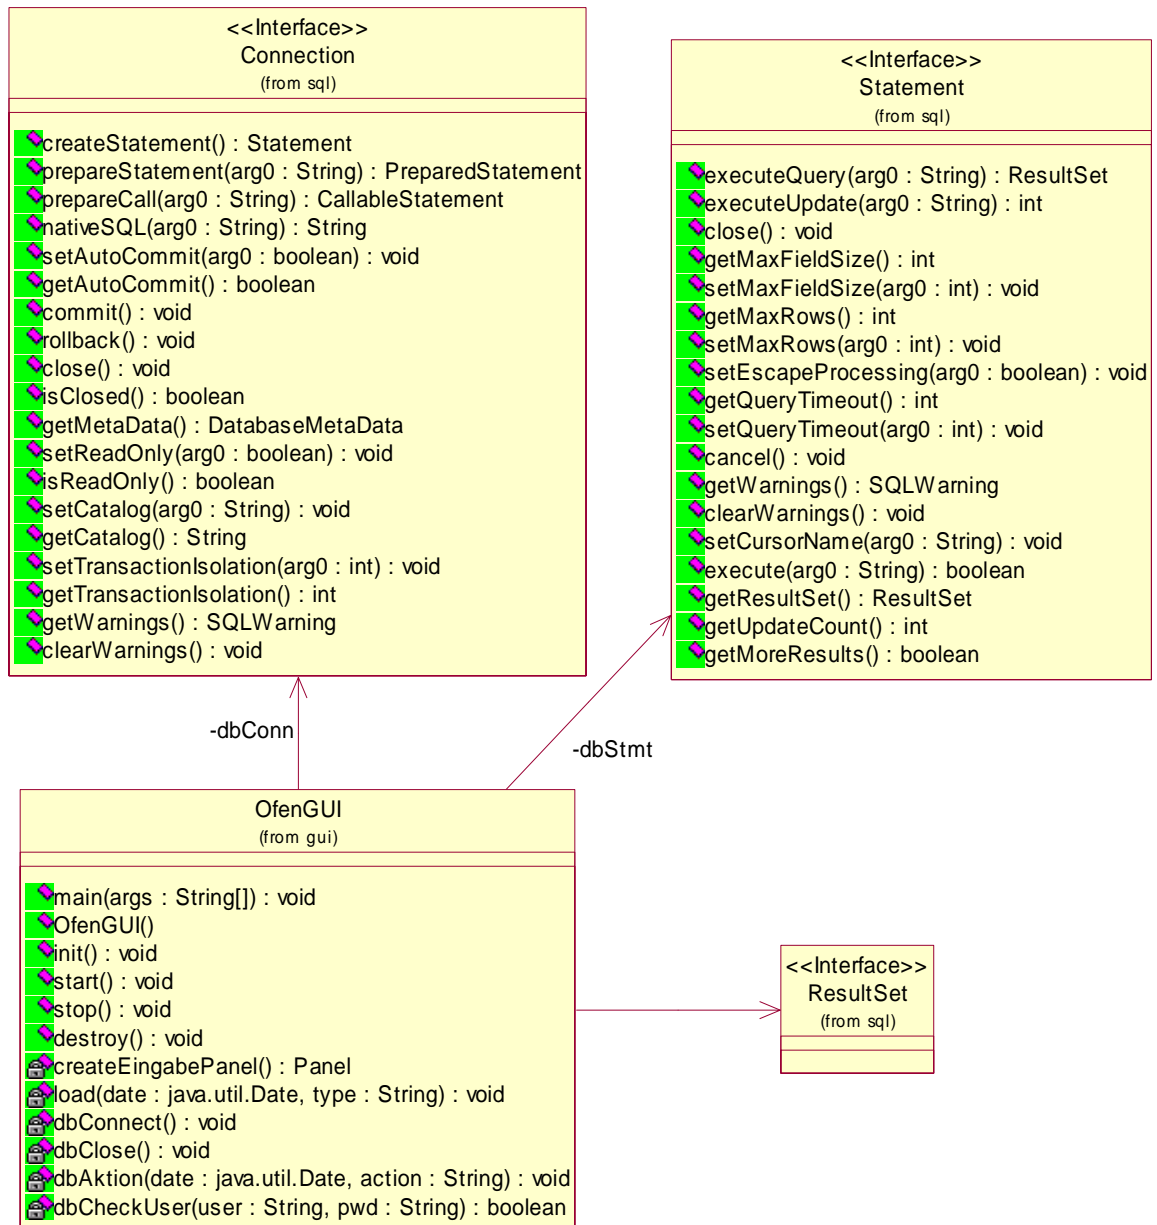 <<Interface>>
Connection
(from sql)
createStatement() : Statement
prepareStatement(arg0 : String) : PreparedStatement
prepareCall(arg0 : String) : CallableStatement
nativeSQL(arg0 : String) : String
setAutoCommit(arg0 : boolean) : void
getAutoCommit() : boolean
commit() : void
rollback() : void
close() : void
isClosed() : boolean
getMetaData() : DatabaseMetaData
setReadOnly(arg0 : boolean) : void
isReadOnly() : boolean
setCatalog(arg0 : String) : void
getCatalog() : String
setTransactionIsolation(arg0 : int) : void
getTransactionIsolation() : int
getWarnings() : SQLWarning
clearWarnings() : void
<<Interface>>
Statement
(from sql)
executeQuery(arg0 : String) : ResultSet
executeUpdate(arg0 : String) : int
close() : void
getMaxFieldSize() : int
setMaxFieldSize(arg0 : int) : void
getMaxRows() : int
setMaxRows(arg0 : int) : void
setEscapeProcessing(arg0 : boolean) : void
getQueryTimeout() : int
setQueryTimeout(arg0 : int) : void
cancel() : void
getWarnings() : SQLWarning
clearWarnings() : void
setCursorName(arg0 : String) : void
execute(arg0 : String) : boolean
getResultSet() : ResultSet
getUpdateCount() : int
getMoreResults() : boolean
-dbConn
-dbStmt
OfenGUI
(from gui)
main(args : String[]) : void
OfenGUI()
init() : void
start() : void
stop() : void
destroy() : void
createEingabePanel() : Panel
load(date : java.util.Date, type : String) : void
dbConnect() : void
dbClose() : void
dbAktion(date : java.util.Date, action : String) : void
dbCheckUser(user : String, pwd : String) : boolean
<<Interface>>
ResultSet
(from sql)